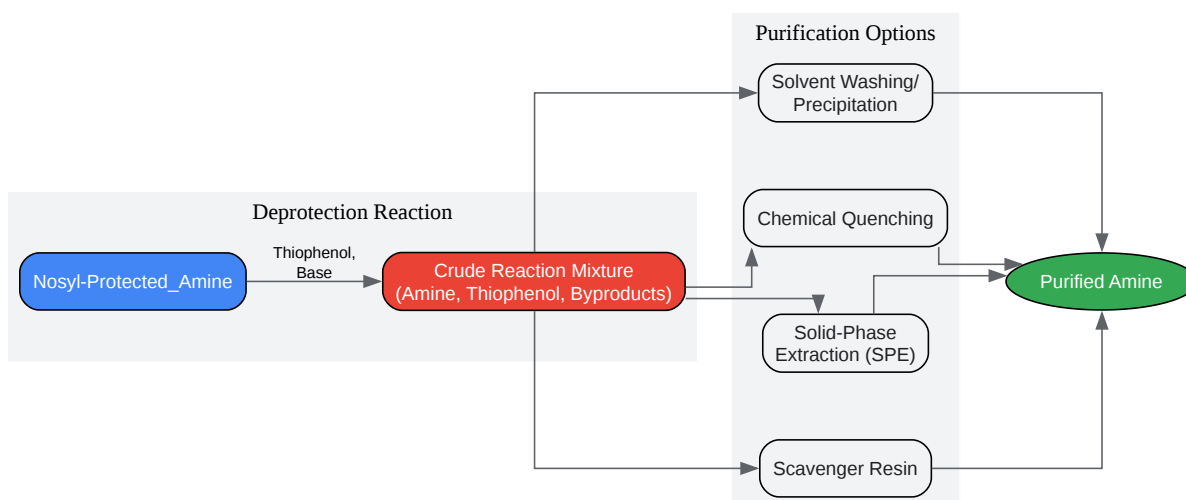 Purification Options
Solvent Washing/
Precipitation
Deprotection Reaction
Chemical Quenching
Thiophenol,
Base
Nosyl-Protected_Amine
Crude Reaction Mixture
(Amine, Thiophenol, Byproducts)
Purified Amine
Solid-Phase
Extraction (SPE)
Scavenger Resin